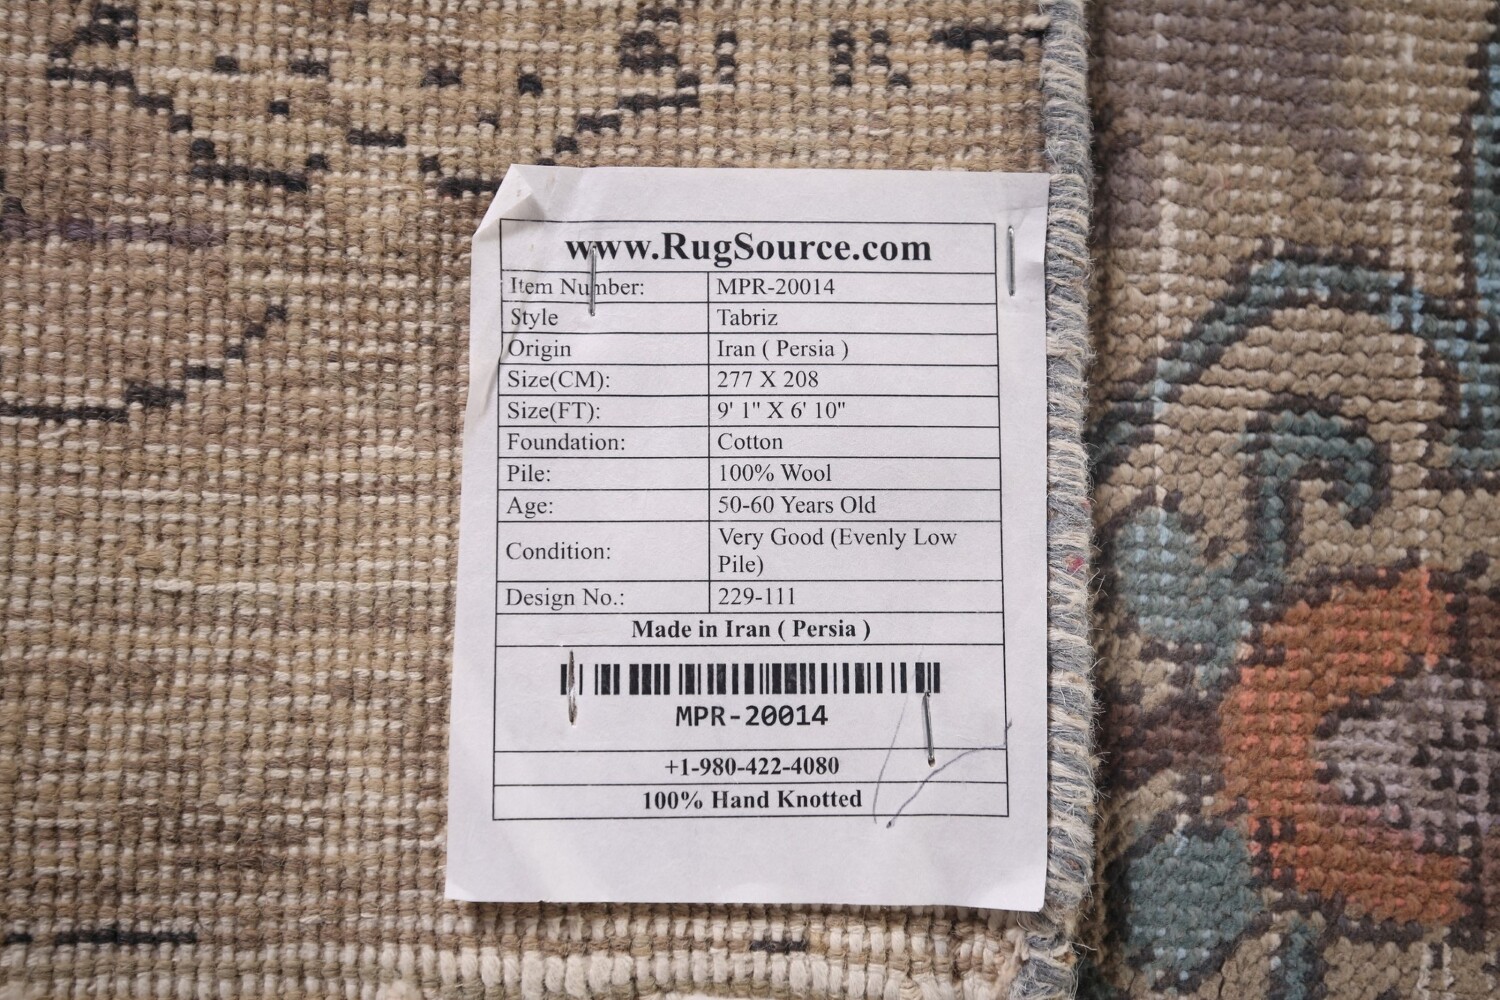 www.RugSource.com
Item Number: MPR-20014
Style Tabriz
Origin Iran ( Persia )
Size(CM): 277 X 208
Size(FT): 9' 1" X 6' 10"
Foundation: Cotton
Pile: 100% Wool
Age: 50-60 Years Old
Condition: Very Good (Evenly Low
Pile)
Design No.: 229-111
Made in Iran ( Persia )
MPR-20014
+1-980-422-4080
100% Hand Knotted